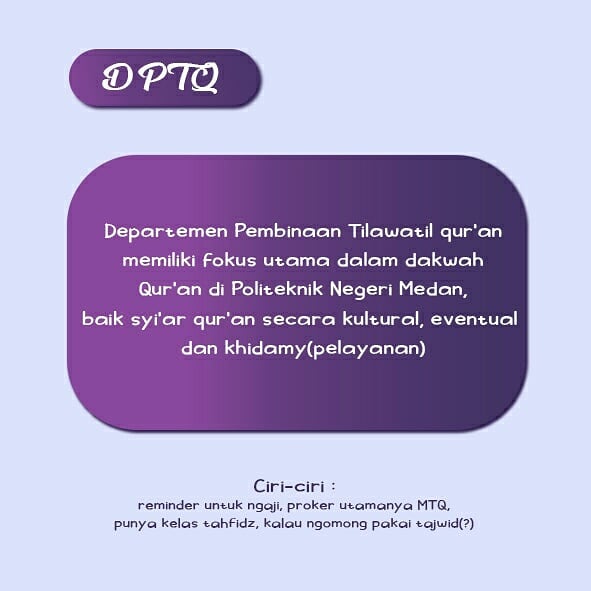 DPTQ
Departemen Pembinaan Tilawatil qur'an
memiliki fokus utama dalam dakwah
Qur'an di Politeknik Negeri Medan,
baik syi'ar qur'an secara kultural, eventual
dan khidamy(pelayanan)
Ciri-ciri :
reminder untuk ngaji, proker utamanya MTQ,
punya kelas tahfidz, kalau ngomong pakai tajwid(?)